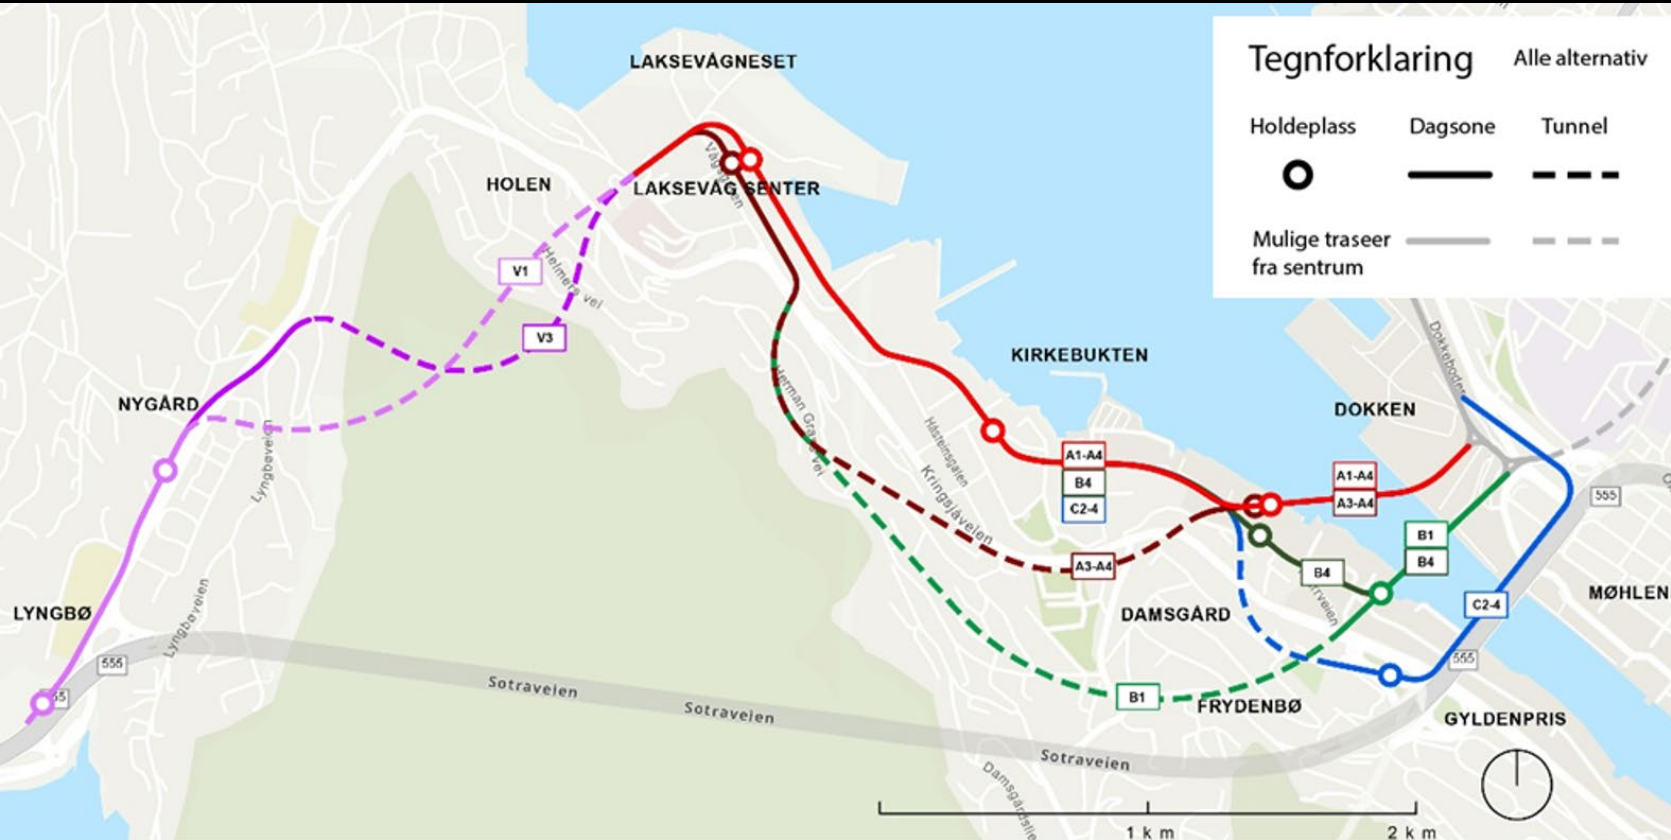 LAKSEVÅGNESET
Tegnforklaring
Alle alternativ
Holdeplass
Dagsone
Tunnel
Mulige traseer
fra sentrum
HOLEN
LAKSEVÅG SENTER
V1
Helmers vei
V3
NYGÅRD
Lyngbøveien
LYNGBØ
Lyngbøveien
555
Sotraveien
Sotraveien
Sotraveien
KIRKEBUKTEN
DOKKEN
Håsteinsgaten
Kringsjåveien
A1-A4
B4
C2-4
A1-A4
A3-A4
555
B1
B4
A3-A4
B4
DAMSGÅRD
C2-4
MØHLEN
555
B1
FRYDENBØ
GYLDENPRIS
1 km
2 km